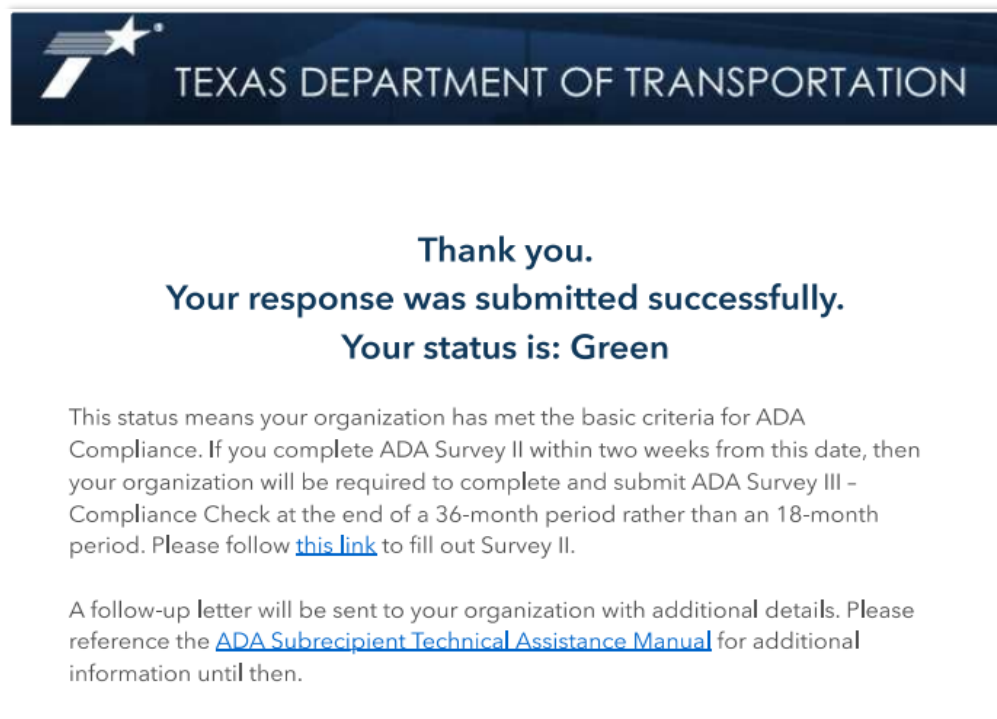 TEXAS DEPARTMENT OF TRANSPORTATION
Thank you.
Your response was submitted successfully.
Your status is: Green
This status means your organization has met the basic criteria for ADA
Compliance. If you complete ADA Survey II within two weeks from this date, then
your organization will be required to complete and submit ADA Survey III –
Compliance Check at the end of a 36-month period rather than an 18-month
period. Please follow this link to fill out Survey II.
A follow-up letter will be sent to your organization with additional details. Please
reference the ADA Subrecipient Technical Assistance Manual for additional
information until then.